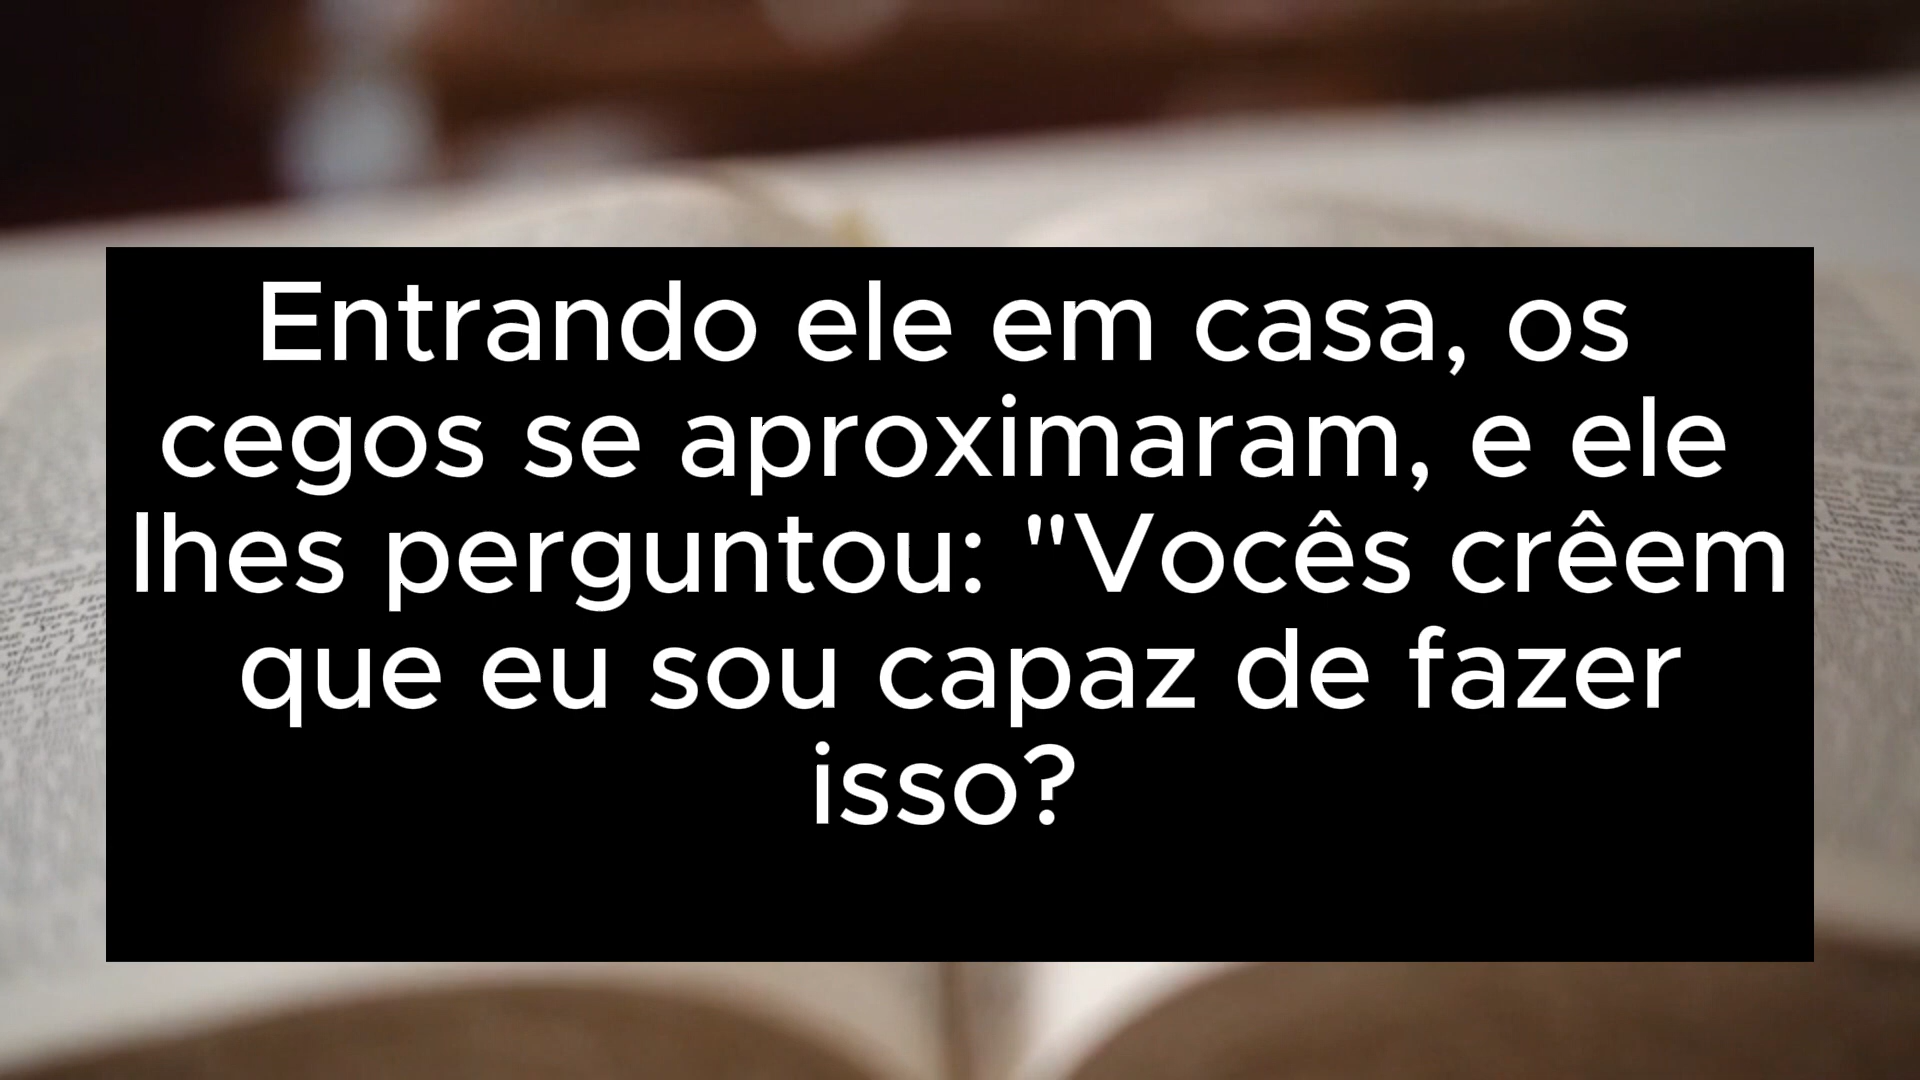 Entrando ele em casa, os
cegos se aproximaram, e ele
lhes perguntou: "Vocês crêem
que eu sou capaz de fazer
isso?